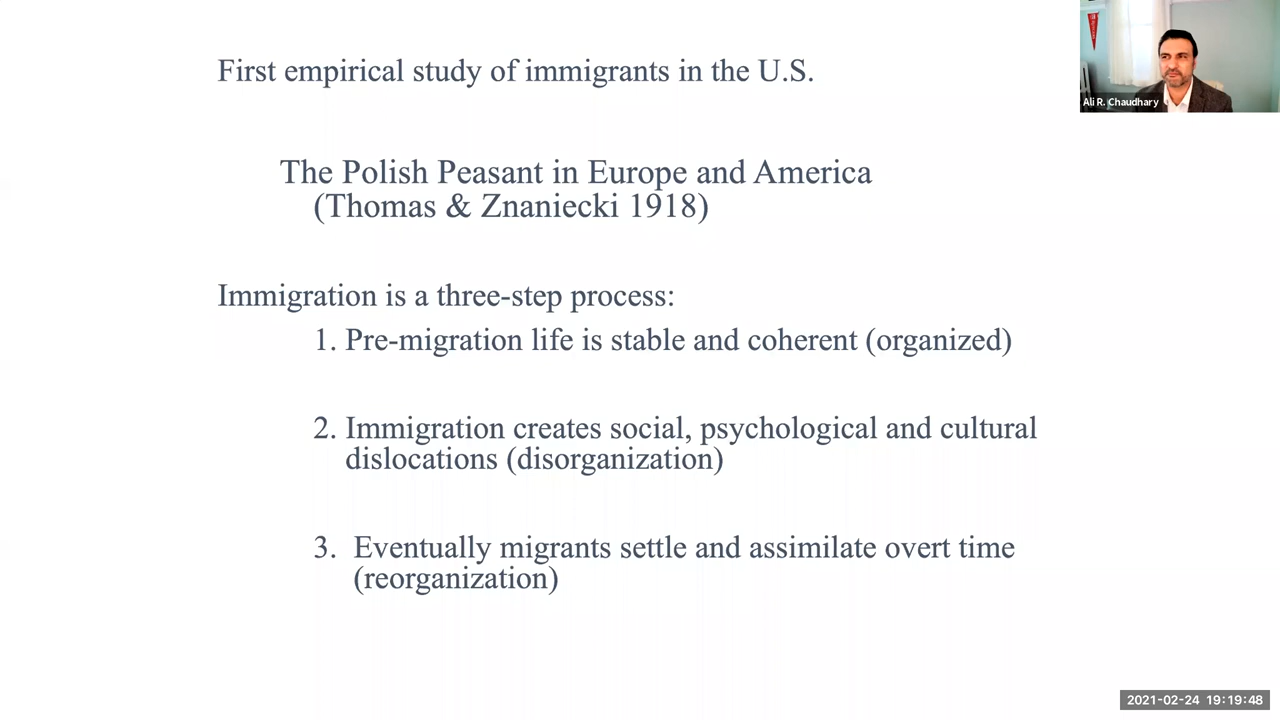 First empirical study of immigrants in the U.S.
Ali R. Chaudhary
The Polish Peasant in Europe and America
(Thomas & Znaniecki 1918)
Immigration is a three-step process:
1. Pre-migration life is stable and coherent (organized)
2. Immigration creates social, psychological and cultural
dislocations (disorganization)
3. Eventually migrants settle and assimilate overt time
(reorganization)
2021-02-24 19:19:48